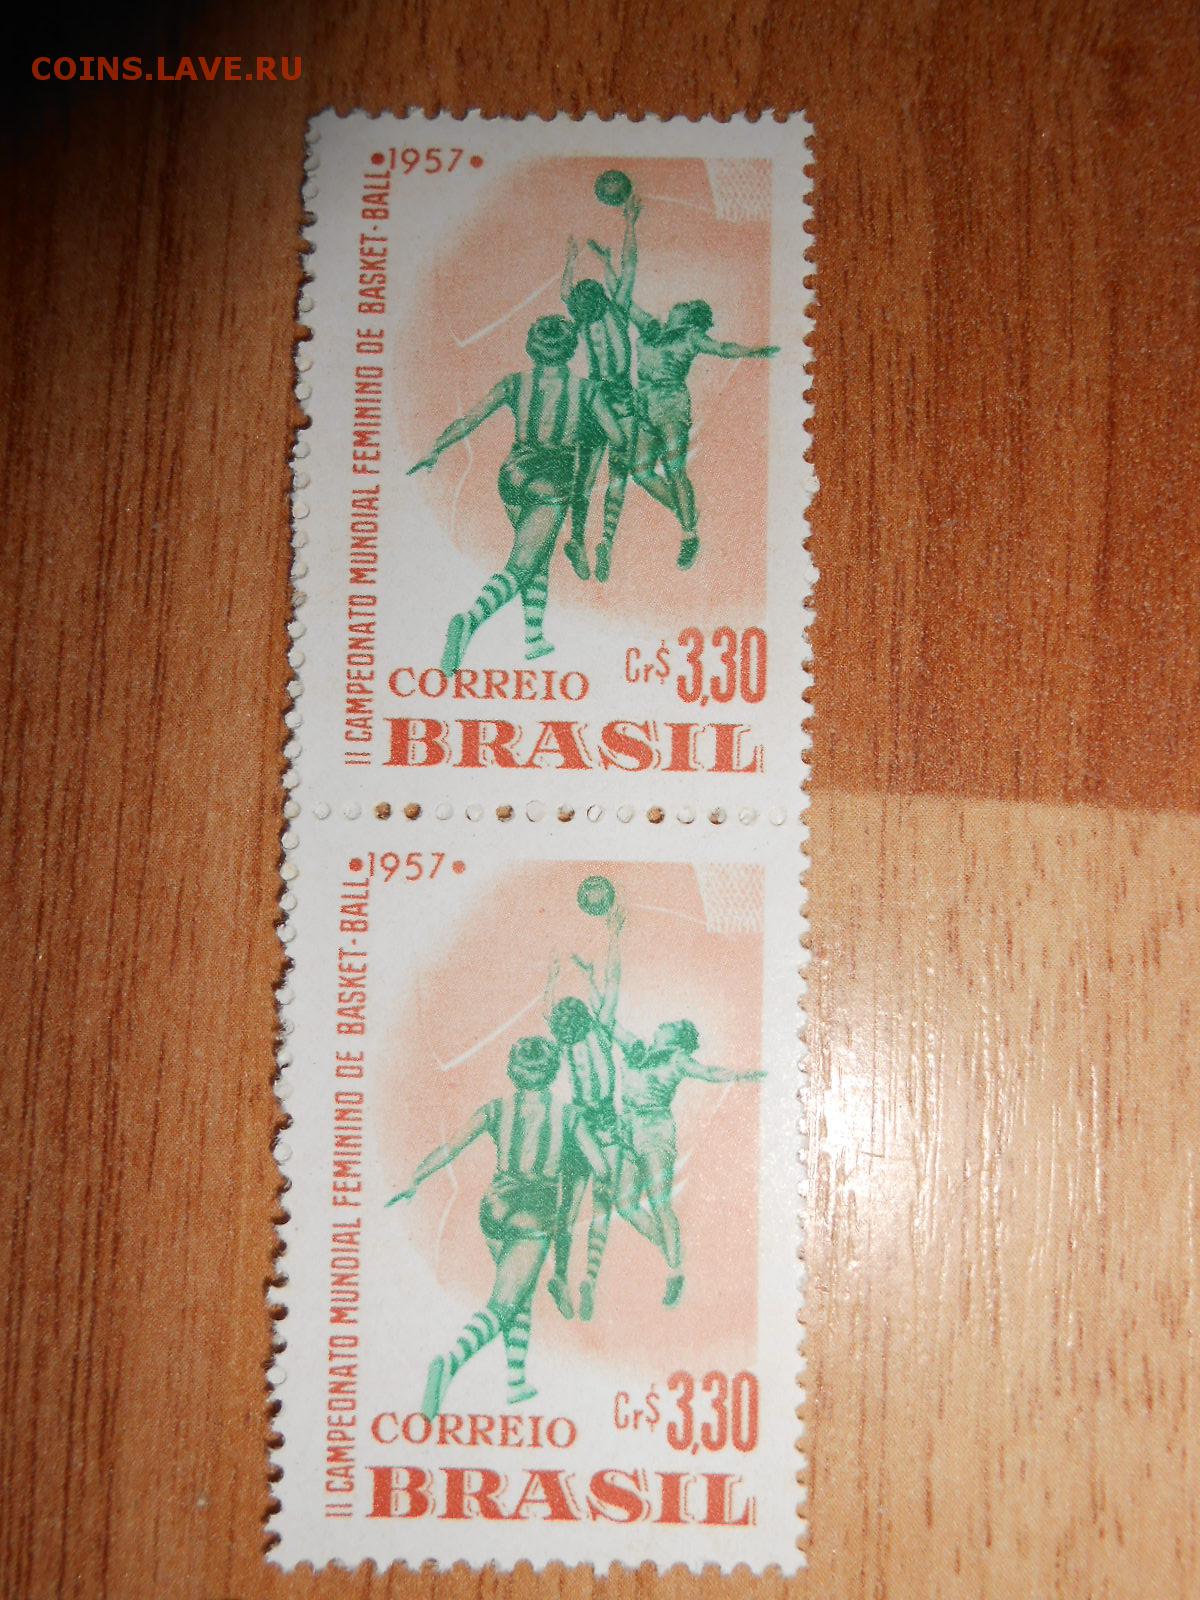 COINS.LAVE.RU
•1957•
II CAMPEONATO MUNDIAL FEMININO DE BASKET-BALL
CORREIO
Cr$ 3,30
BRASIL
•1957•
II CAMPEONATO MUNDIAL FEMININO DE BASKET-BALL
CORREIO
Cr$ 3,30
BRASIL